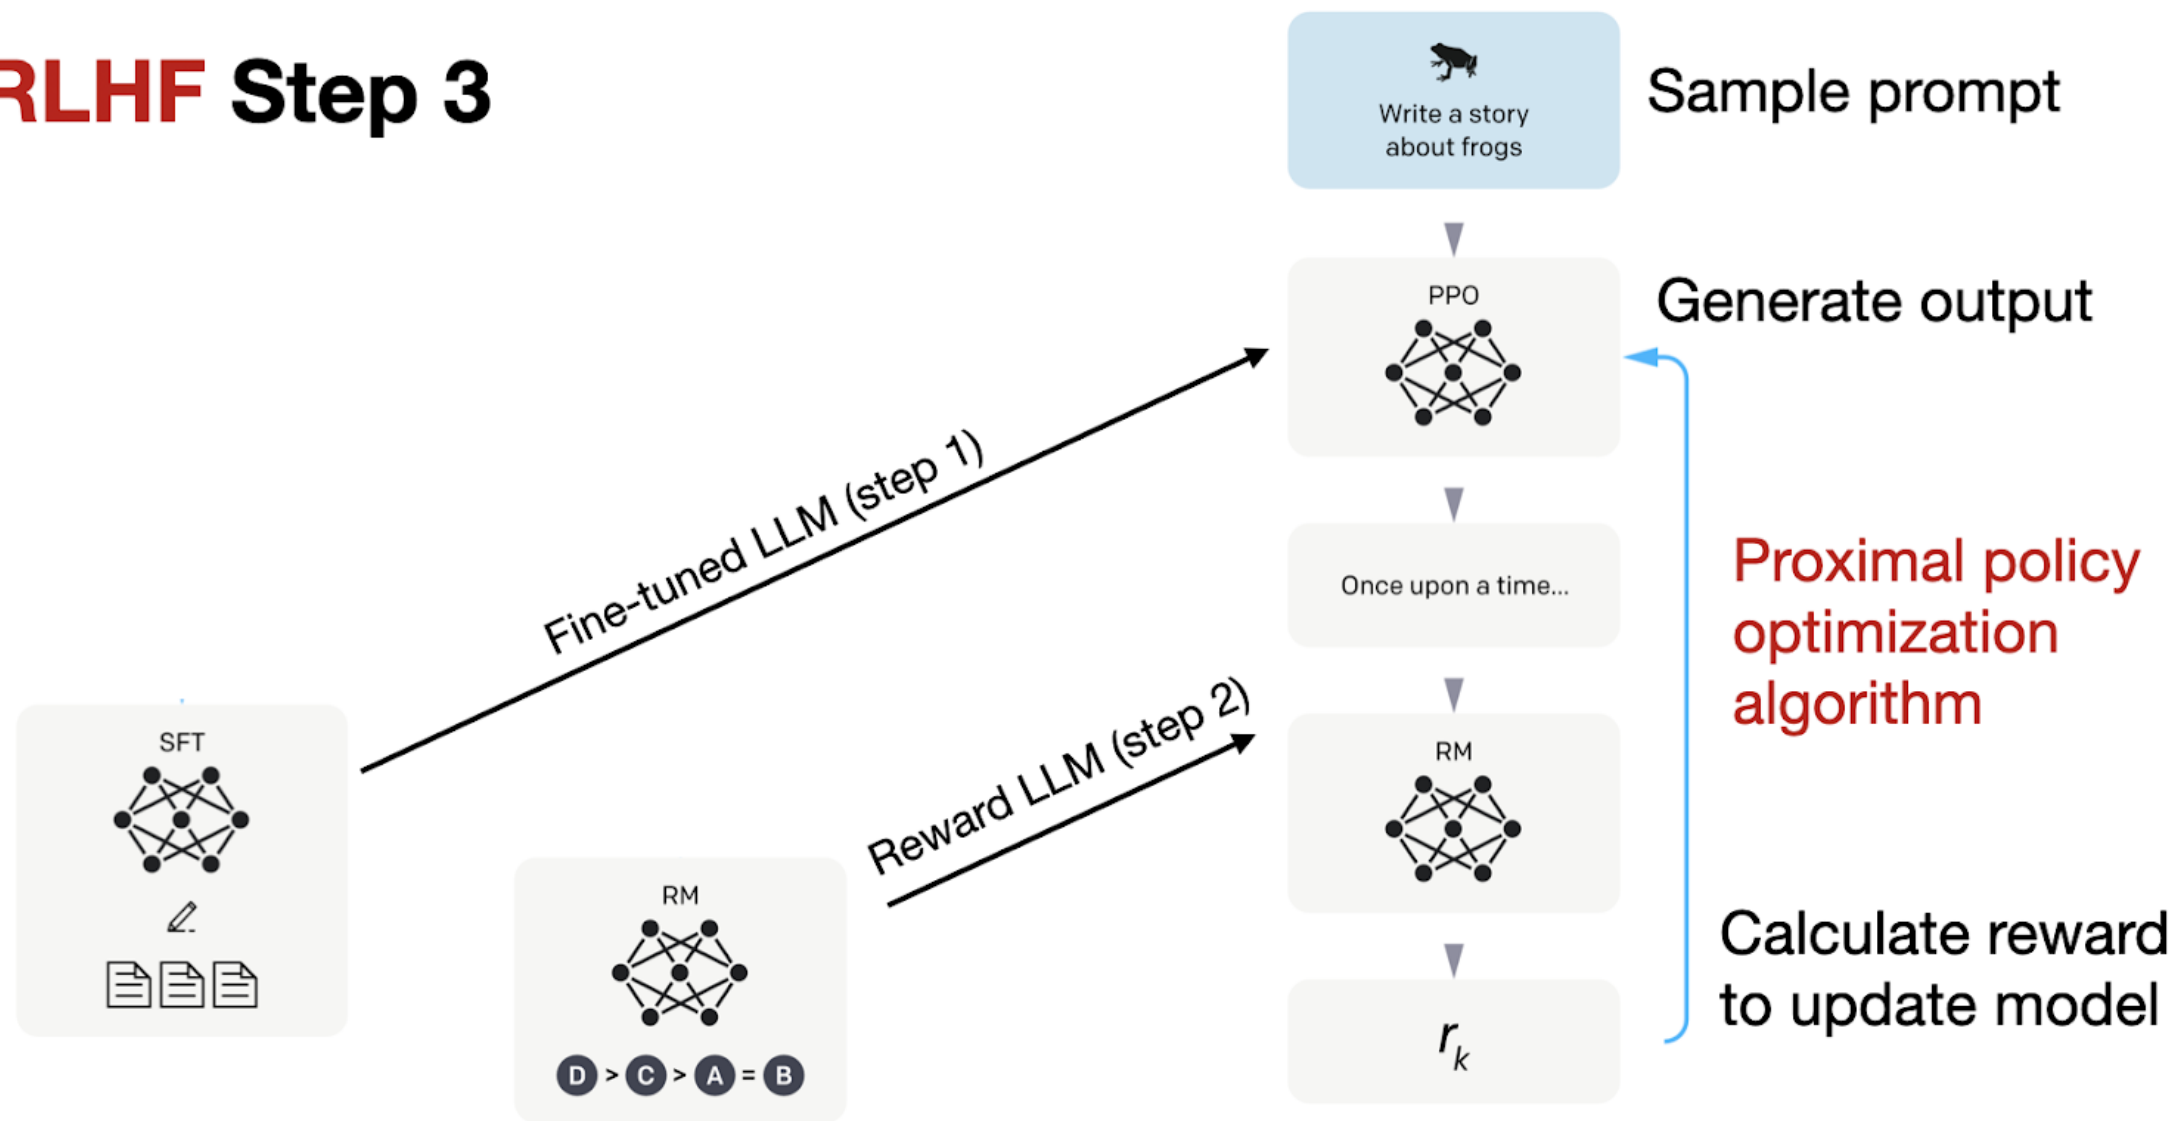 RLHF Step 3
Write a story
about frogs
Sample prompt
PPO
Generate output
Fine-tuned LLM (step 1)
Once upon a time...
Proximal policy
optimization
algorithm
SFT
Reward LLM (step 2)
RM
RM
D > C > A = B
Calculate reward
to update model
rₖ